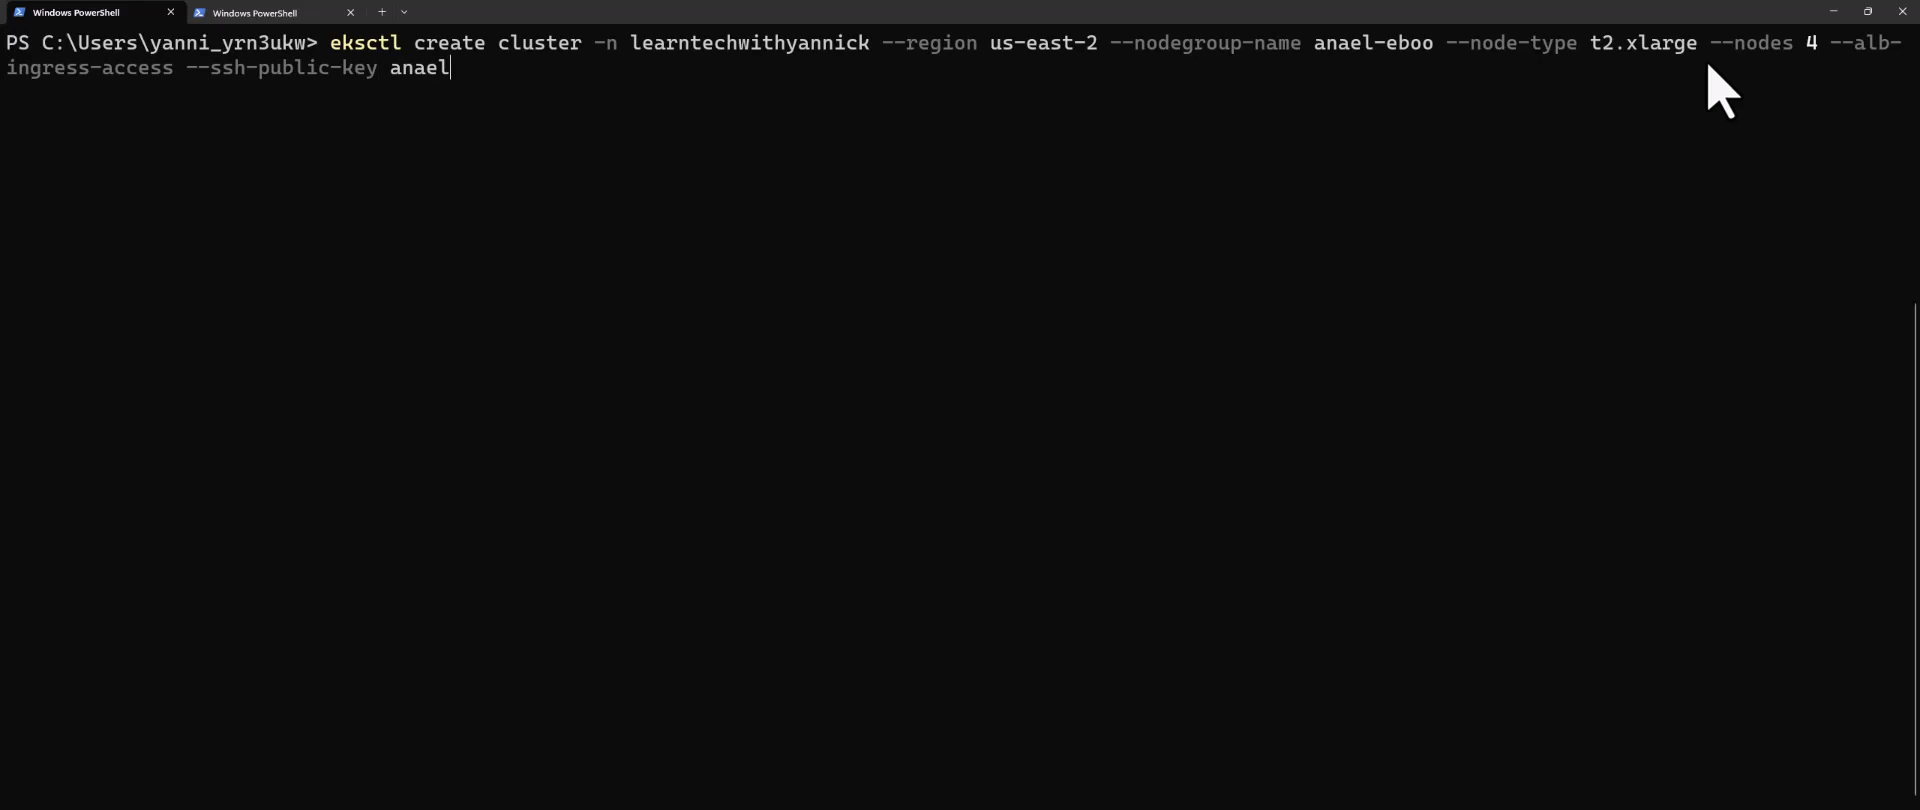 Windows PowerShell
Windows PowerShell
PS C:\Users\yanni_yrn3ukw> eksctl create cluster -n learntechwithyannick --region us-east-2 --nodegroup-name anael-eboo --node-type t2.xlarge --nodes 4 --alb-
ingress-access --ssh-public-key anael